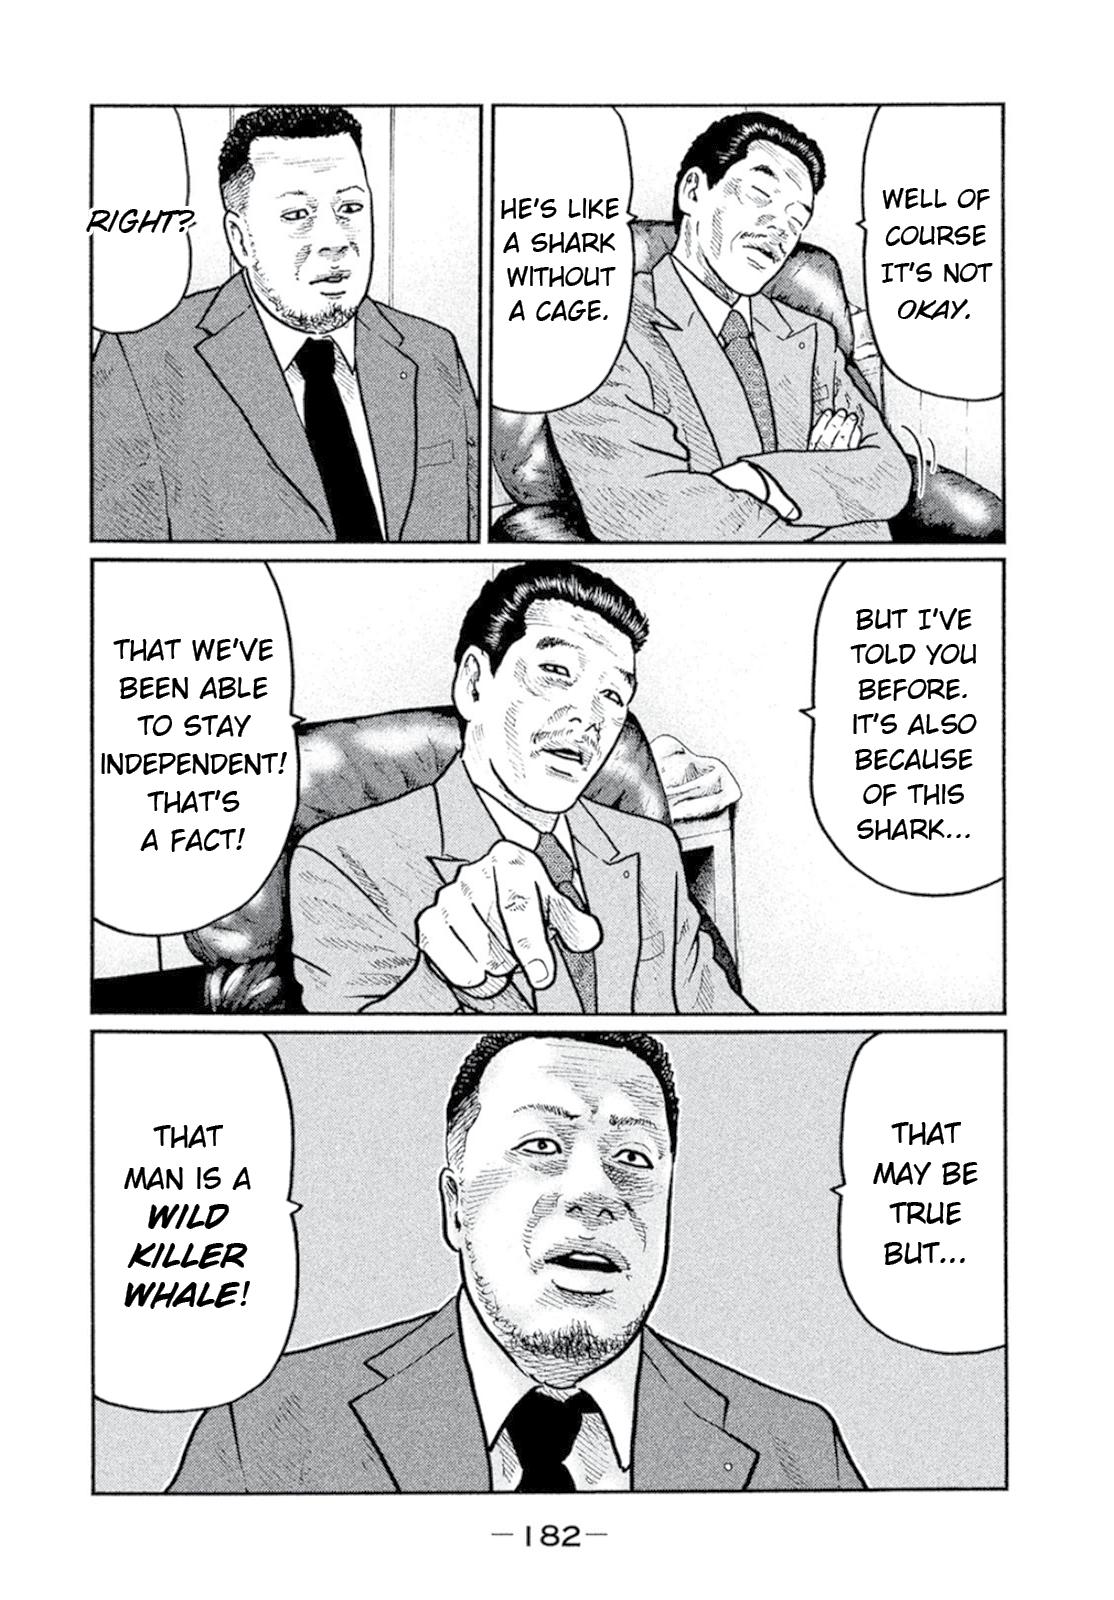 WELL OF
COURSE
IT'S NOT
OKAY.
HE'S LIKE
A SHARK
WITHOUT
A CAGE.
RIGHT?
BUT I'VE
TOLD YOU
BEFORE.
IT'S ALSO
BECAUSE
OF THIS
SHARK...
THAT WE'VE
BEEN ABLE
TO STAY
INDEPENDENT!
THAT'S
A FACT!
THAT
MAY BE
TRUE
BUT...
THAT
MAN IS A
WILD
KILLER
WHALE!
—182—